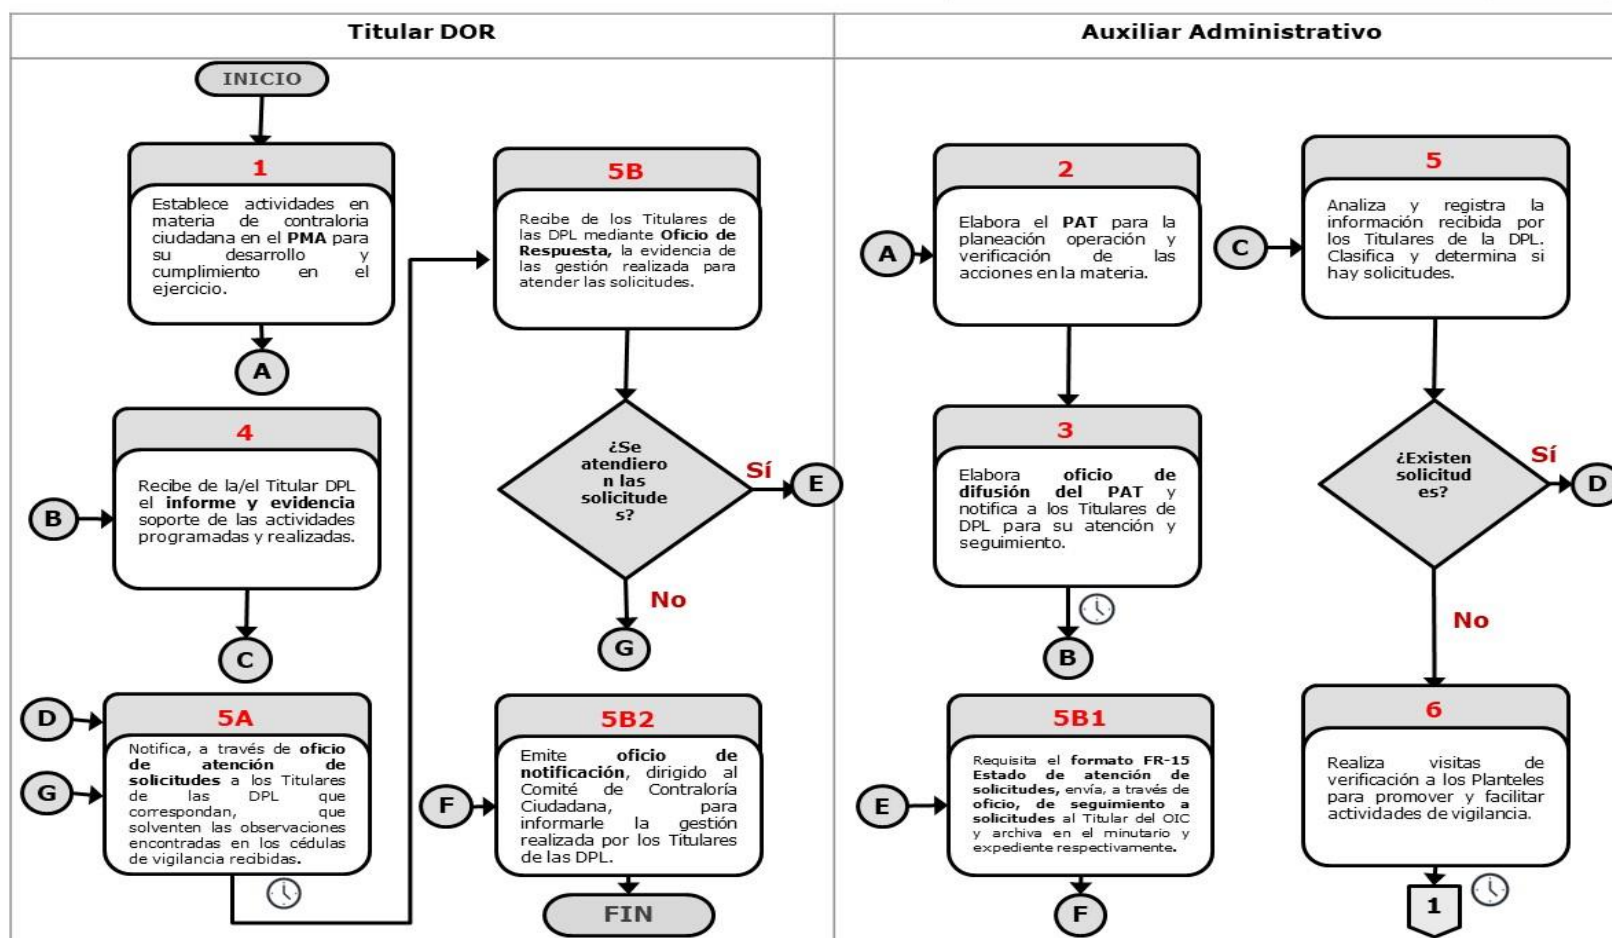 Titular DOR
Auxiliar Administrativo
INICIO
1
Establece actividades en
materia de contraloria
ciudadana en el PMA para
su desarrollo y
cumplimiento en el
ejercicio.
A
B
4
Recibe de la/el Titular DPL
el informe y evidencia
soporte de las actividades
programadas y realizadas.
C
D
G
5A
Notifica, a través de oficio
de atención de
solicitudes a los Titulares
de las DPL que
correspondan, que
solventen las observaciones
encontradas en los cédulas
de vigilancia recibidas.
5B
Recibe de los Titulares de
las DPL mediante Oficio de
Respuesta, la evidencia de
las gestión realizada para
atender las solicitudes.
¿Se
atendiero
n las
solicitude
s?
Sí
E
No
G
F
5B2
Emite oficio de
notificación, dirigido al
Comité de Contraloría
Ciudadana, para
informarle la gestión
realizada por los Titulares
de las DPL.
FIN
A
2
Elabora el PAT para la
planeación operación y
verificación de las
acciones en la materia.
3
Elabora oficio de
difusión del PAT y
notifica a los Titulares de
DPL para su atención y
seguimiento.
B
E
5B1
Requisita el formato FR-15
Estado de atención de
solicitudes, envía, a través de
oficio, de seguimiento a
solicitudes al Titular del OIC
y archiva en el minutario y
expediente respectivamente.
F
C
5
Analiza y registra la
información recibida por
los Titulares de la DPL.
Clasifica y determina si
hay solicitudes.
¿Existen
solicitud
es?
Sí
D
No
6
Realiza visitas de
verificación a los Planteles
para promover y facilitar
actividades de vigilancia.
1